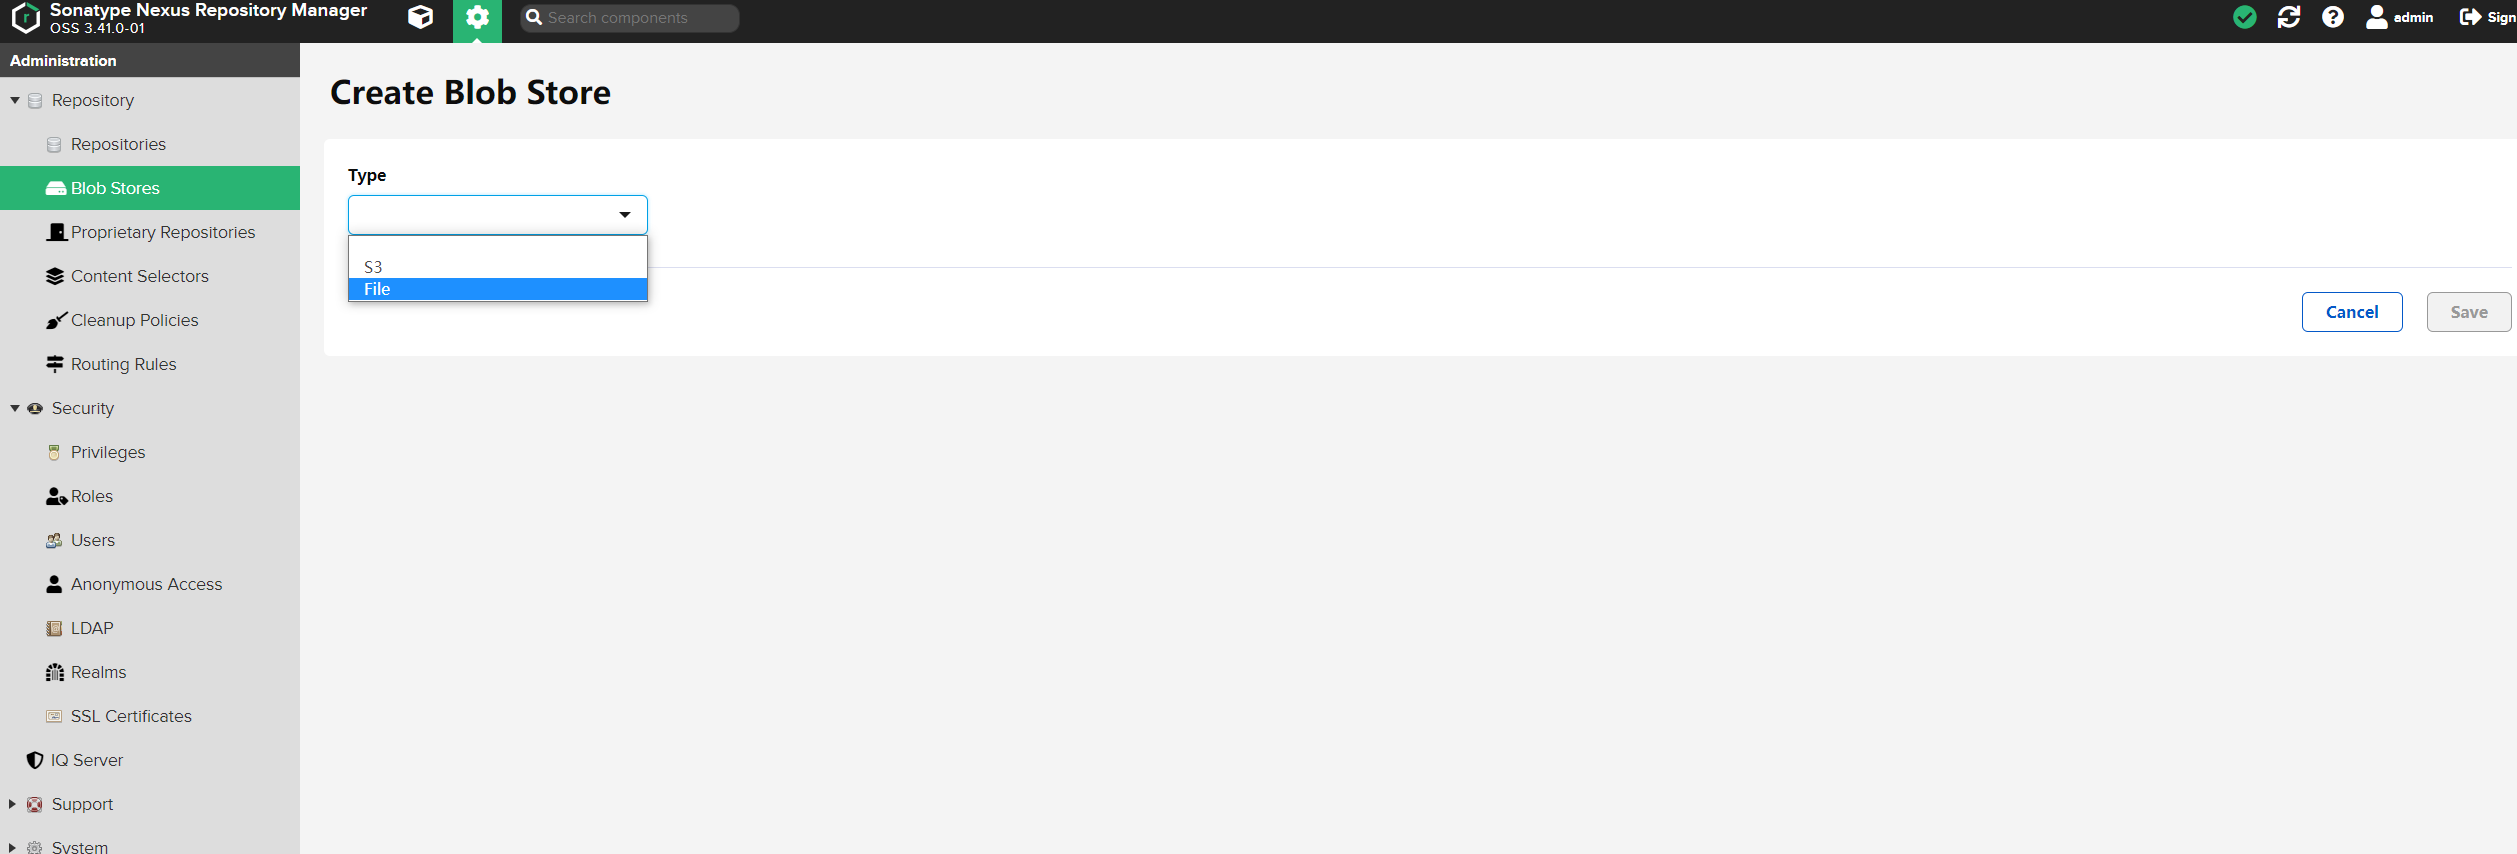 Sonatype Nexus Repository Manager
OSS 3.41.0-01
Search components
admin
Sign
Administration
Repository
Repositories
Blob Stores
Proprietary Repositories
Content Selectors
Cleanup Policies
Routing Rules
Security
Privileges
Roles
Users
Anonymous Access
LDAP
Realms
SSL Certificates
IQ Server
Support
System
Create Blob Store
Type
S3
File
Cancel
Save